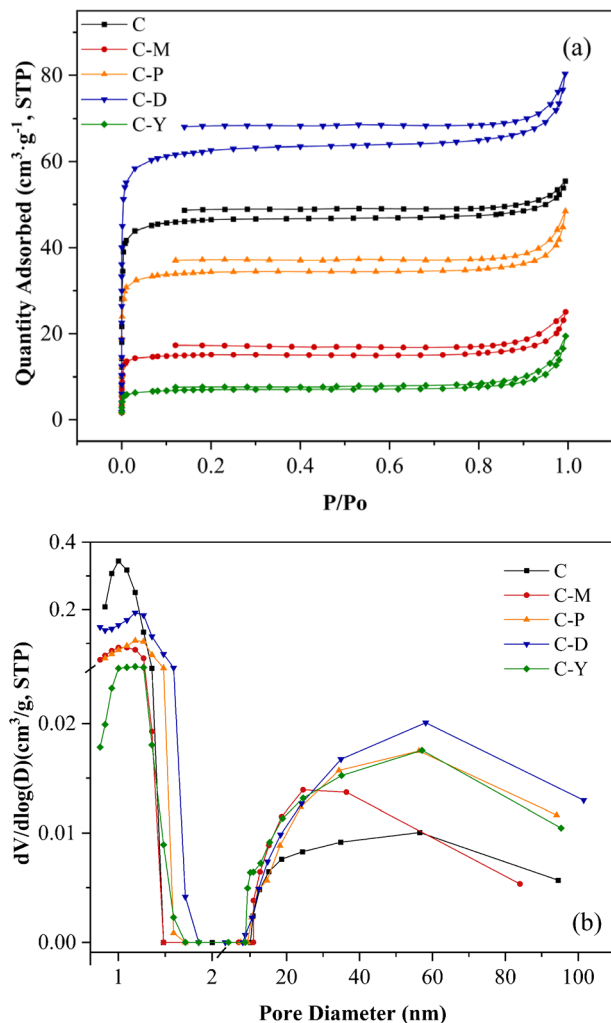 C
C-M
C-P
C-D
C-Y
(a)
80
60
40
20
0
Quantity Adsorbed (cm³·g⁻¹, STP)
0.0 0.2 0.4 0.6 0.8 1.0
P/Po
0.4
0.2
0.02
0.01
0.00
dV/dlog(D)(cm³/g, STP)
C
C-M
C-P
C-D
C-Y
(b)
1 2 20 40 60 80 100
Pore Diameter (nm)